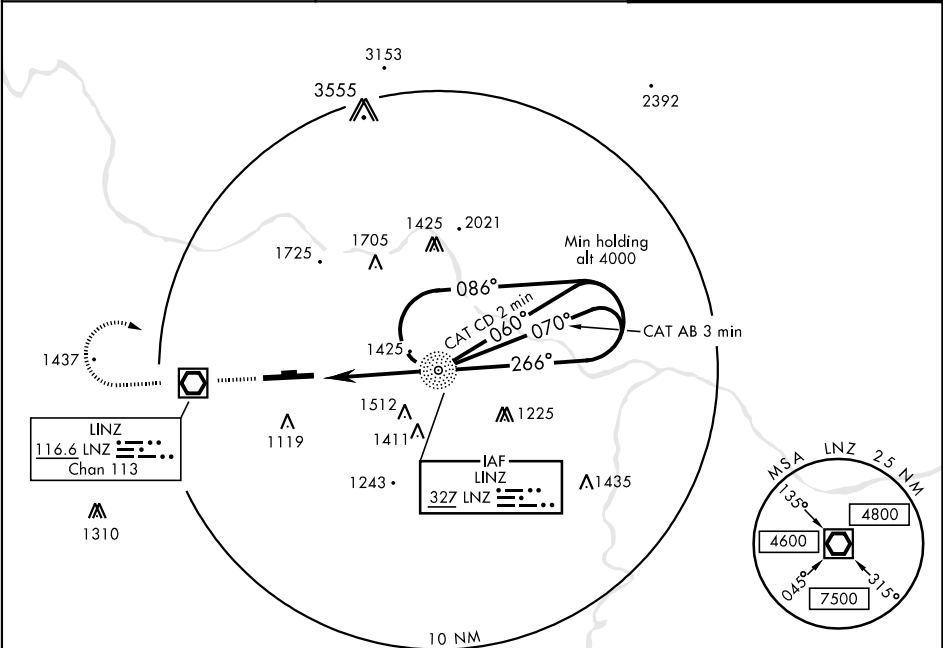 3153
3555
2392
1425
2021
1705
1725
Min holding
alt 4000
086°
CAT CD 2 min
060°
070°
CAT AB 3 min
1425
266°
1437
1512
1225
1119
1411
LINZ
116.6 LNZ
Chan 113
IAF
LINZ
327 LNZ
1243
1435
1310
MSA LNZ 25 NM
135°
4800
4600
045°
315°
7500
10 NM